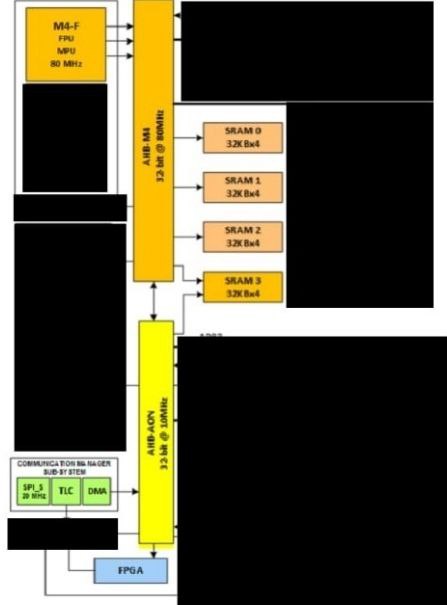 M4-F
FPU
MPU
80 MHz
AHB-M4
32-bit @ 80MHz
SRAM 0
32KBx4
SRAM 1
32KBx4
SRAM 2
32KBx4
SRAM 3
32KBx4
AHB-AON
32-bit @ 10MHz
COMMUNICATION MANAGER
SUB-SYSTEM
SPI_S
20 MHz
TLC
DMA
FPGA